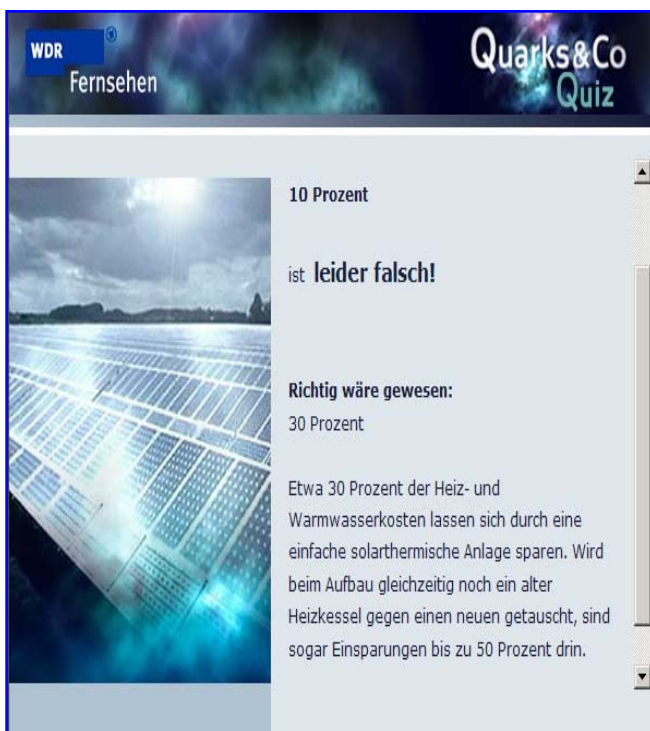 WDR
Fernsehen
Quarks&Co
Quiz
10 Prozent
ist leider falsch!
Richtig wäre gewesen:
30 Prozent
Etwa 30 Prozent der Heiz- und
Warmwasserkosten lassen sich durch eine
einfache solarthermische Anlage sparen. Wird
beim Aufbau gleichzeitig noch ein alter
Heizkessel gegen einen neuen getauscht, sind
sogar Einsparungen bis zu 50 Prozent drin.